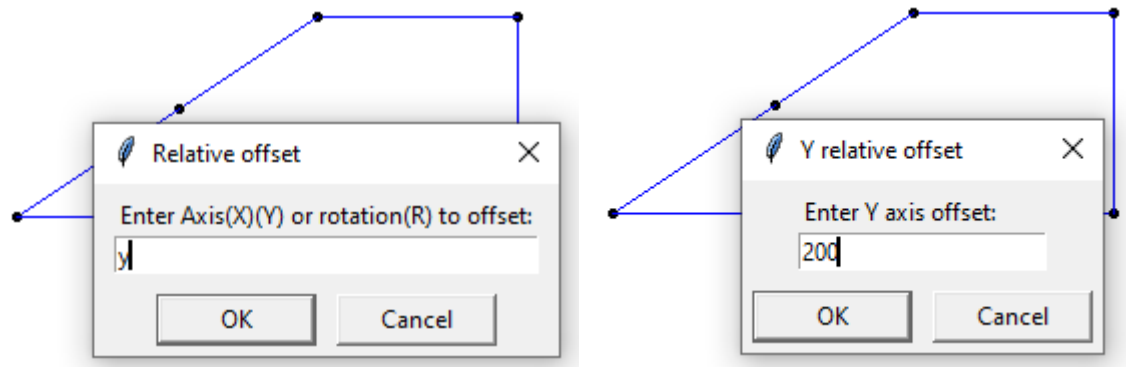 Relative offset
Enter Axis(X)(Y) or rotation(R) to offset:
y
OK
Cancel
Y relative offset
Enter Y axis offset:
200
OK
Cancel